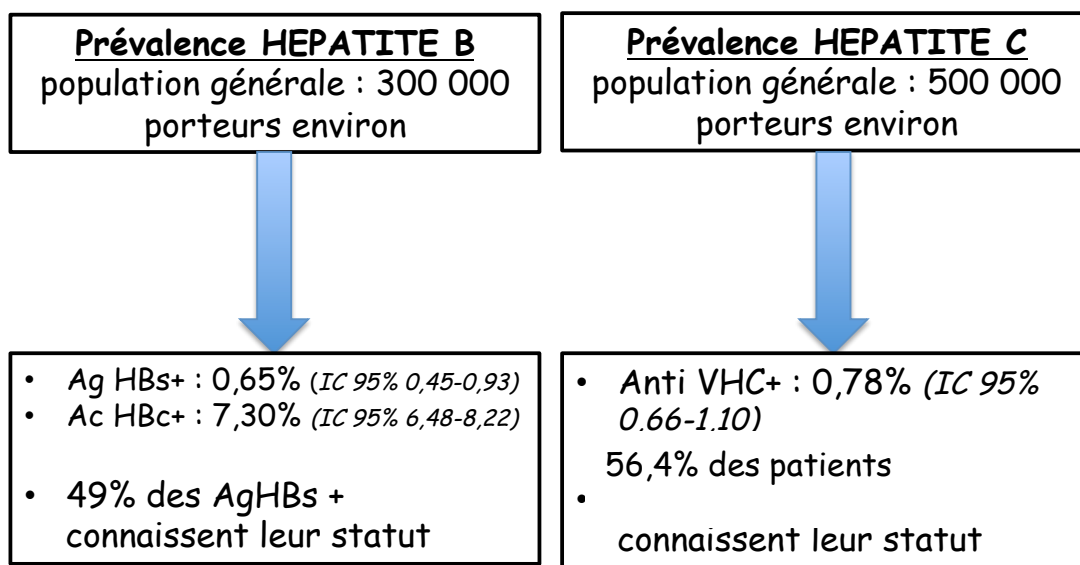 Prévalence HEPATITE B
population générale : 300 000
porteurs environ
Prévalence HEPATITE C
population générale : 500 000
porteurs environ
• Ag HBs+ : 0,65% (IC 95% 0,45-0,93)
• Ac HBc+ : 7,30% (IC 95% 6,48-8,22)
• 49% des AgHBs +
connaissent leur statut
• Anti VHC+ : 0,78% (IC 95%
0,66-1,10)
56,4% des patients
•
connaissent leur statut